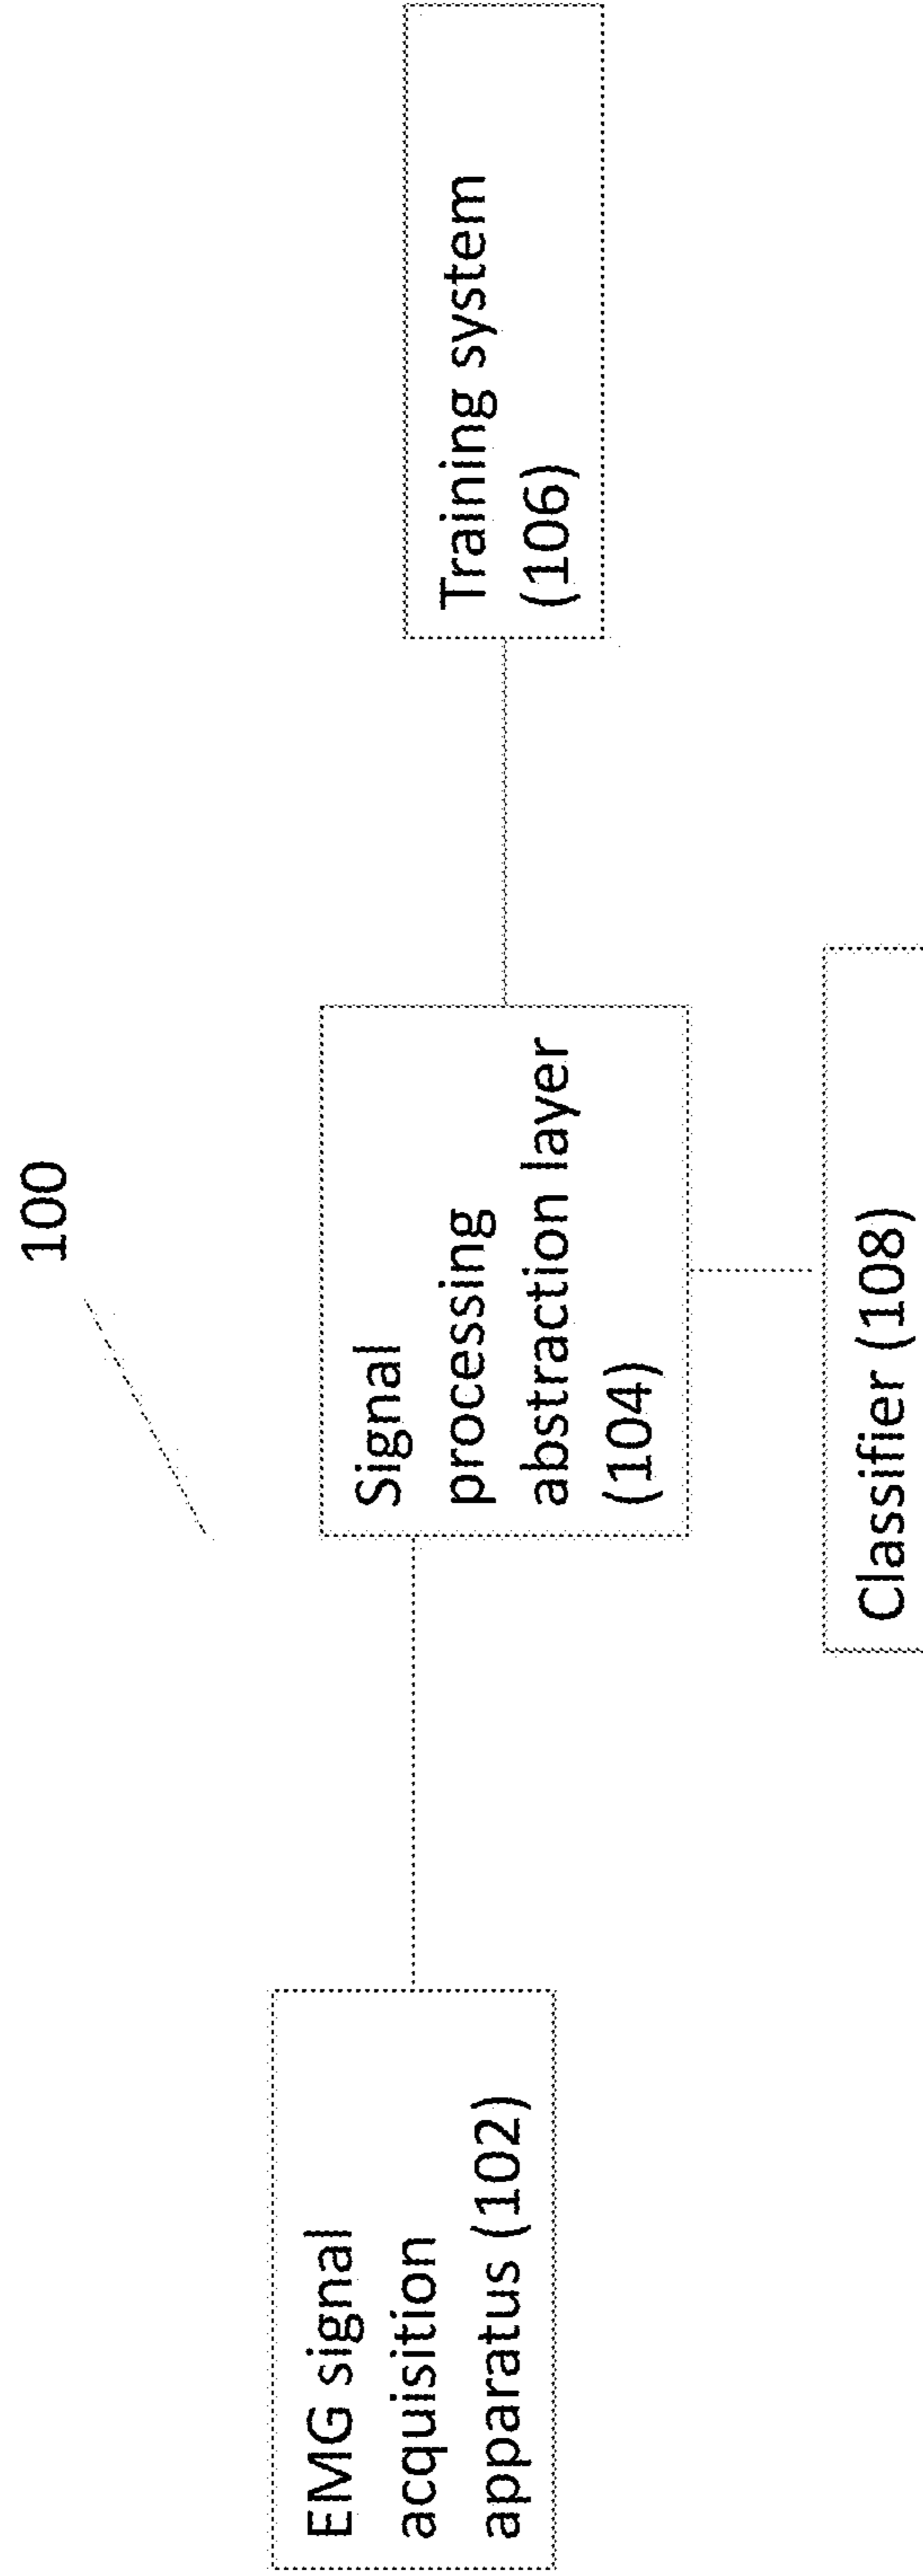 100
EMG signal
acquisition
apparatus (102)
Signal
processing
abstraction layer
(104)
Training system
(106)
Classifier (108)